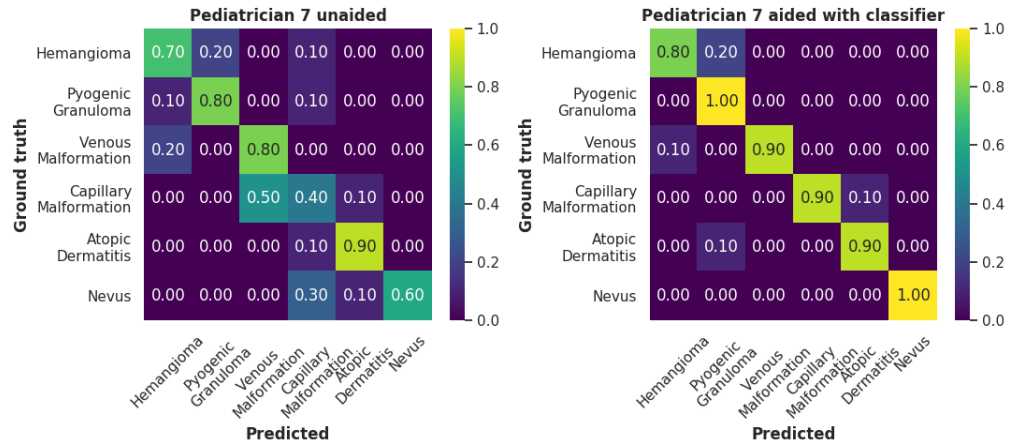 Pediatrician 7 unaided
Ground truth
Hemangioma
0.70 0.20 0.00 0.10 0.00 0.00
Pyogenic
Granuloma
0.10 0.80 0.00 0.10 0.00 0.00
Venous
Malformation
0.20 0.00 0.80 0.00 0.00 0.00
Capillary
Malformation
0.00 0.00 0.50 0.40 0.10 0.00
Atopic
Dermatitis
0.00 0.00 0.00 0.10 0.90 0.00
Nevus
0.00 0.00 0.00 0.30 0.10 0.60
Hemangioma
Pyogenic
Granuloma
Venous
Malformation
Capillary
Malformation
Atopic
Dermatitis
Nevus
Predicted
1.0
0.8
0.6
0.4
0.2
0.0
Pediatrician 7 aided with classifier
Ground truth
Hemangioma
0.80 0.20 0.00 0.00 0.00 0.00
Pyogenic
Granuloma
0.00 1.00 0.00 0.00 0.00 0.00
Venous
Malformation
0.10 0.00 0.90 0.00 0.00 0.00
Capillary
Malformation
0.00 0.00 0.00 0.90 0.10 0.00
Atopic
Dermatitis
0.00 0.10 0.00 0.00 0.90 0.00
Nevus
0.00 0.00 0.00 0.00 0.00 1.00
Hemangioma
Pyogenic
Granuloma
Venous
Malformation
Capillary
Malformation
Atopic
Dermatitis
Nevus
Predicted
1.0
0.8
0.6
0.4
0.2
0.0